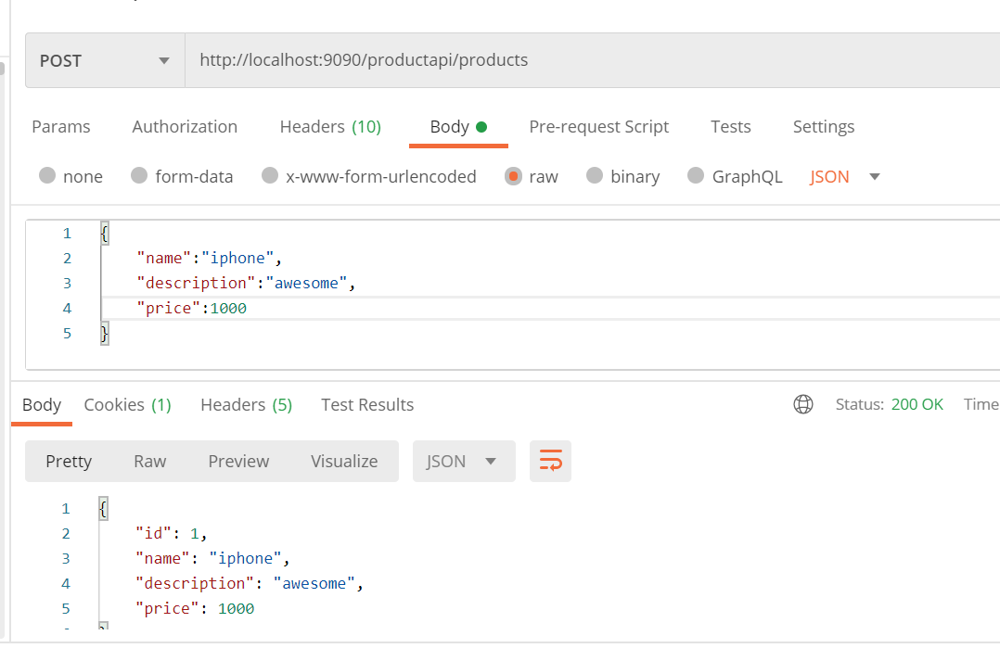 POST http://localhost:9090/productapi/products
Params Authorization Headers (10) Body Pre-request Script Tests Settings
none form-data x-www-form-urlencoded raw binary GraphQL JSON
1 {
2 "name":"iphone",
3 "description":"awesome",
4 "price":1000
5 }
Body Cookies (1) Headers (5) Test Results Status: 200 OK Time
Pretty Raw Preview Visualize JSON
1 {
2 "id": 1,
3 "name": "iphone",
4 "description": "awesome",
5 "price": 1000